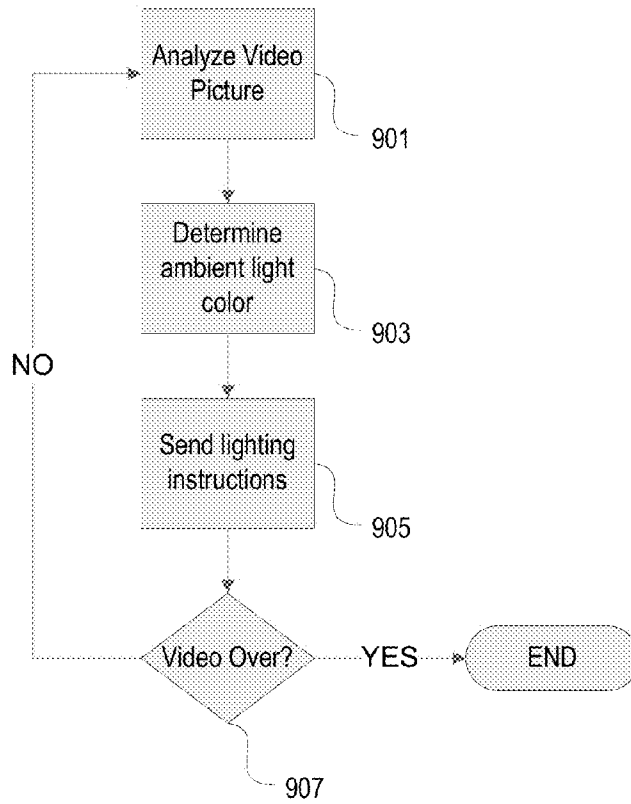 Analyze Video
Picture
901
Determine
ambient light
color
903
NO
Send lighting
instructions
905
Video Over?
YES
END
907